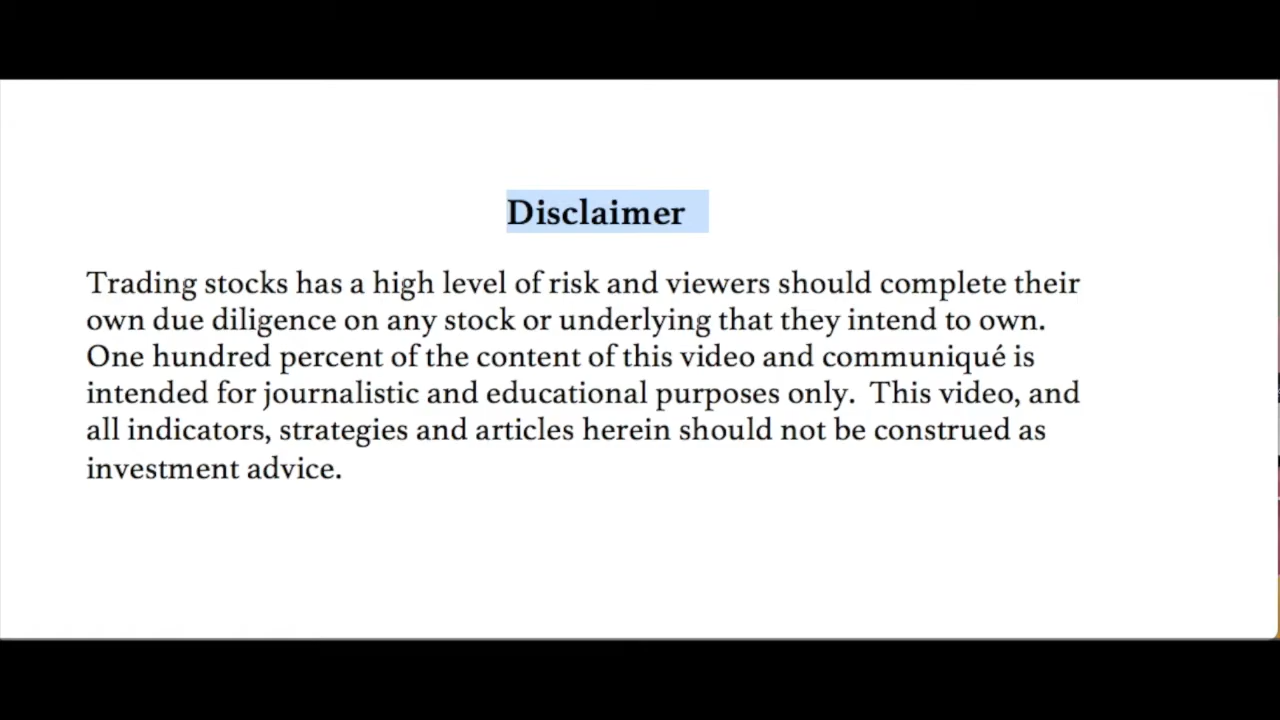 Disclaimer
Trading stocks has a high level of risk and viewers should complete their
own due diligence on any stock or underlying that they intend to own.
One hundred percent of the content of this video and communiqué is
intended for journalistic and educational purposes only.  This video, and
all indicators, strategies and articles herein should not be construed as
investment advice.